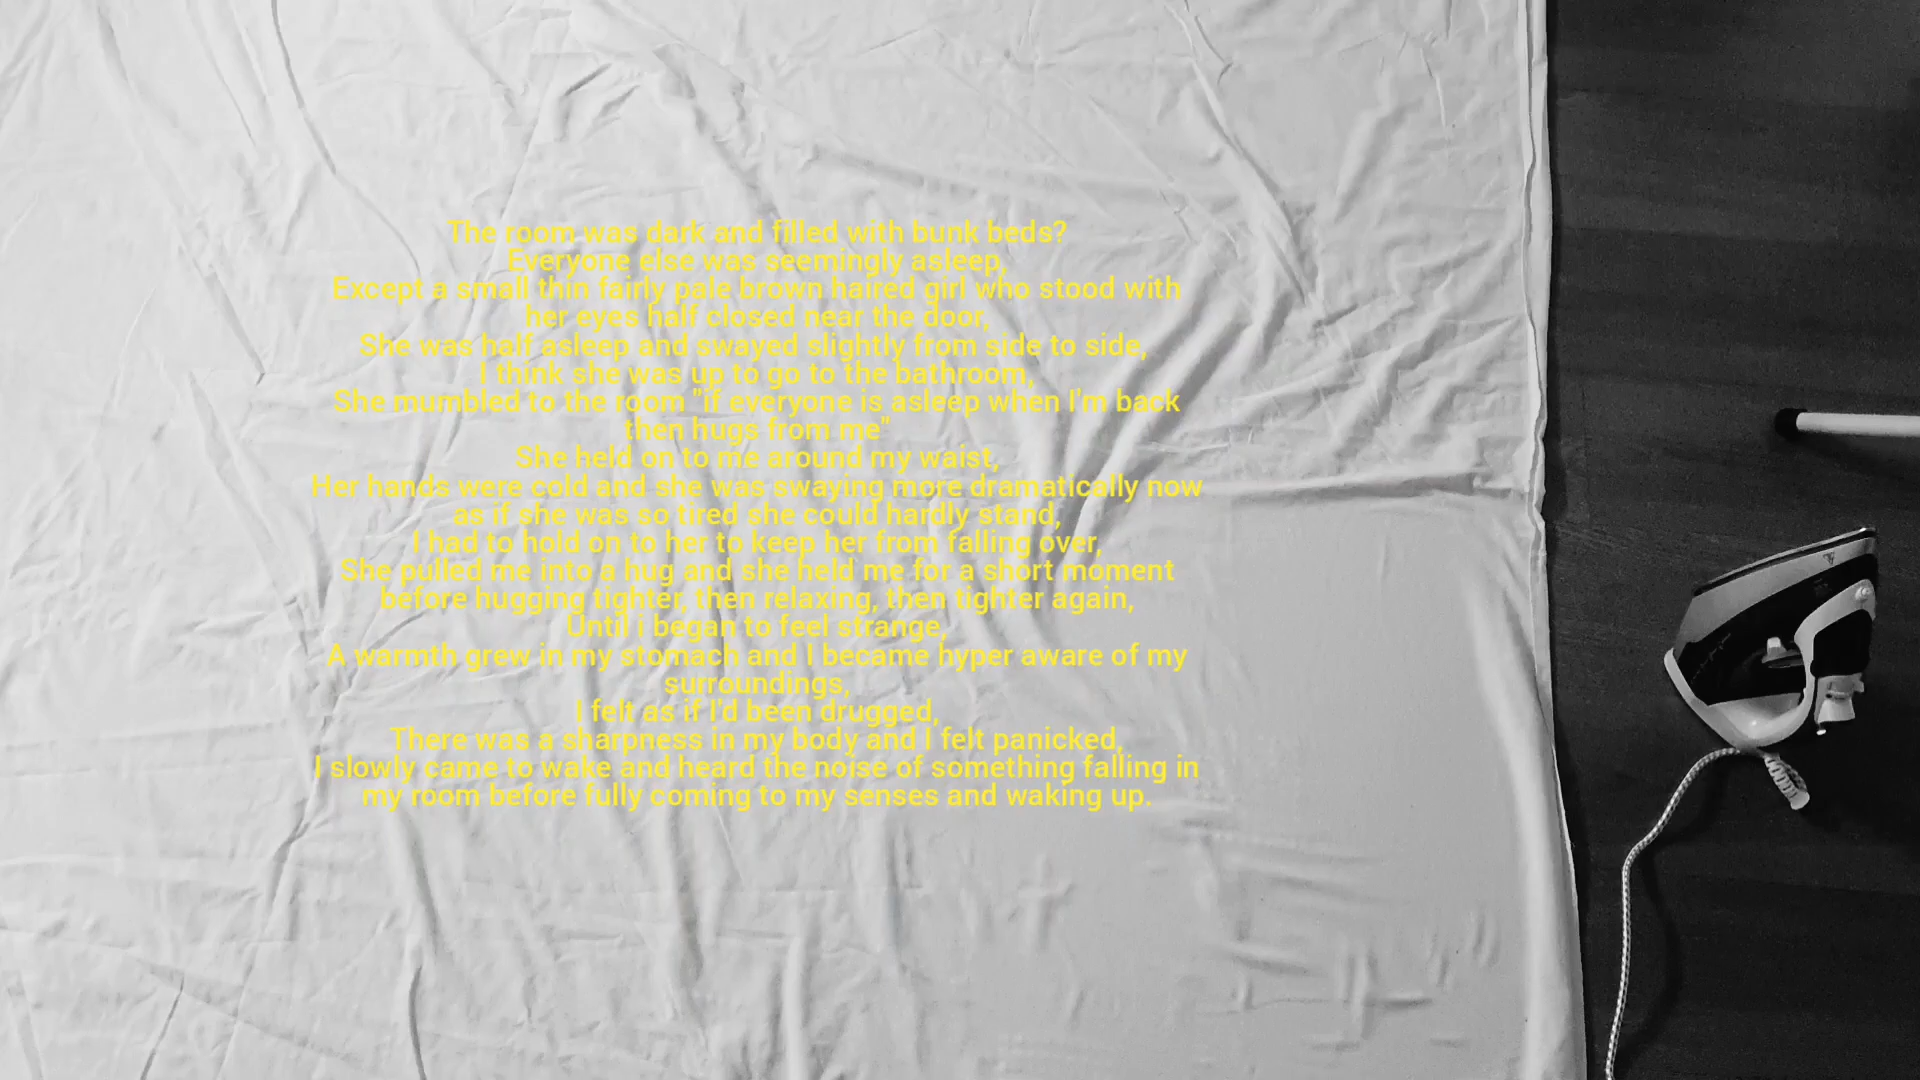 The room was dark and filled with bunk beds?
Everyone else was seemingly asleep,
Except a small thin fairly pale brown haired girl who stood with
her eyes half closed near the door,
She was half asleep and swayed slightly from side to side,
I think she was up to go to the bathroom,
She mumbled to the room "if everyone is asleep when I'm back
then hugs from me"
She held on to me around my waist,
Her hands were cold and she was swaying more dramatically now
as if she was so tired she could hardly stand,
I had to hold on to her to keep her from falling over,
She pulled me into a hug and she held me for a short moment
before hugging tighter, then relaxing, then tighter again,
Until i began to feel strange,
A warmth grew in my stomach and I became hyper aware of my
surroundings,
I felt as if I'd been drugged,
There was a sharpness in my body and I felt panicked,
I slowly came to wake and heard the noise of something falling in
my room before fully coming to my senses and waking up.